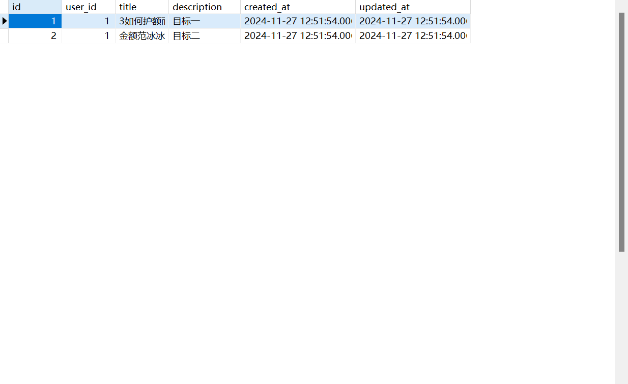 id user_id title description created_at updated_at
1 1 3如何护额 目标一 2024-11-27 12:51:54.00 2024-11-27 12:51:54.00
2 1 金额范冰冰 目标二 2024-11-27 12:51:54.00 2024-11-27 12:51:54.00